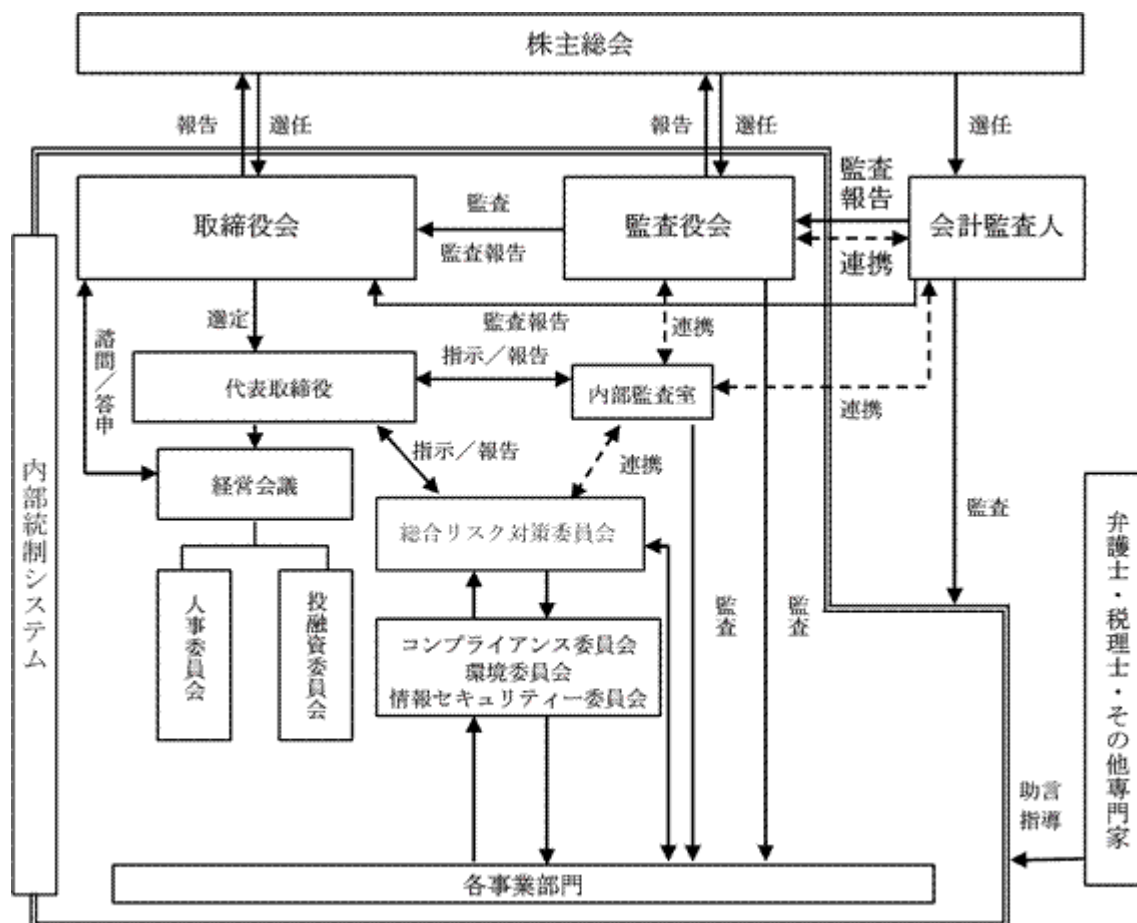 株主総会
報告
選任
報告
選任
選任
取締役会
監査
監査報告
監査役会
監査
報告
連携
会計監査人
選定
監査報告
連携
諮問／答申
代表取締役
指示／報告
内部監査室
連携
経営会議
指示／報告
連携
総合リスク対策委員会
監査
人事委員会
投融資委員会
コンプライアンス委員会
環境委員会
情報セキュリティー委員会
監査
監査
内部統制システム
弁護士・税理士・その他専門家
助言
指導
各事業部門